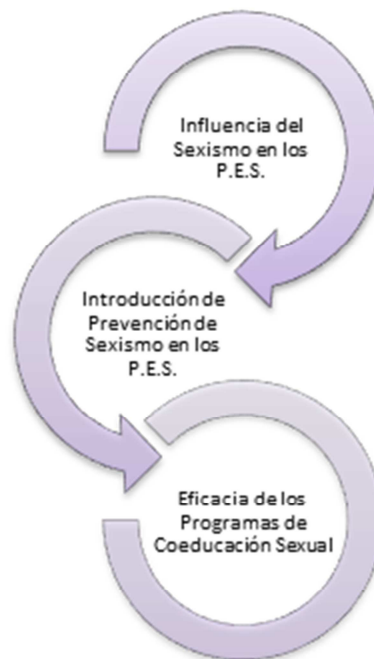 Influencia del
Sexismo en los
P.E.S.
Introducción de
Prevención de
Sexismo en los
P.E.S.
Eficacia de los
Programas de
Coeducación Sexual